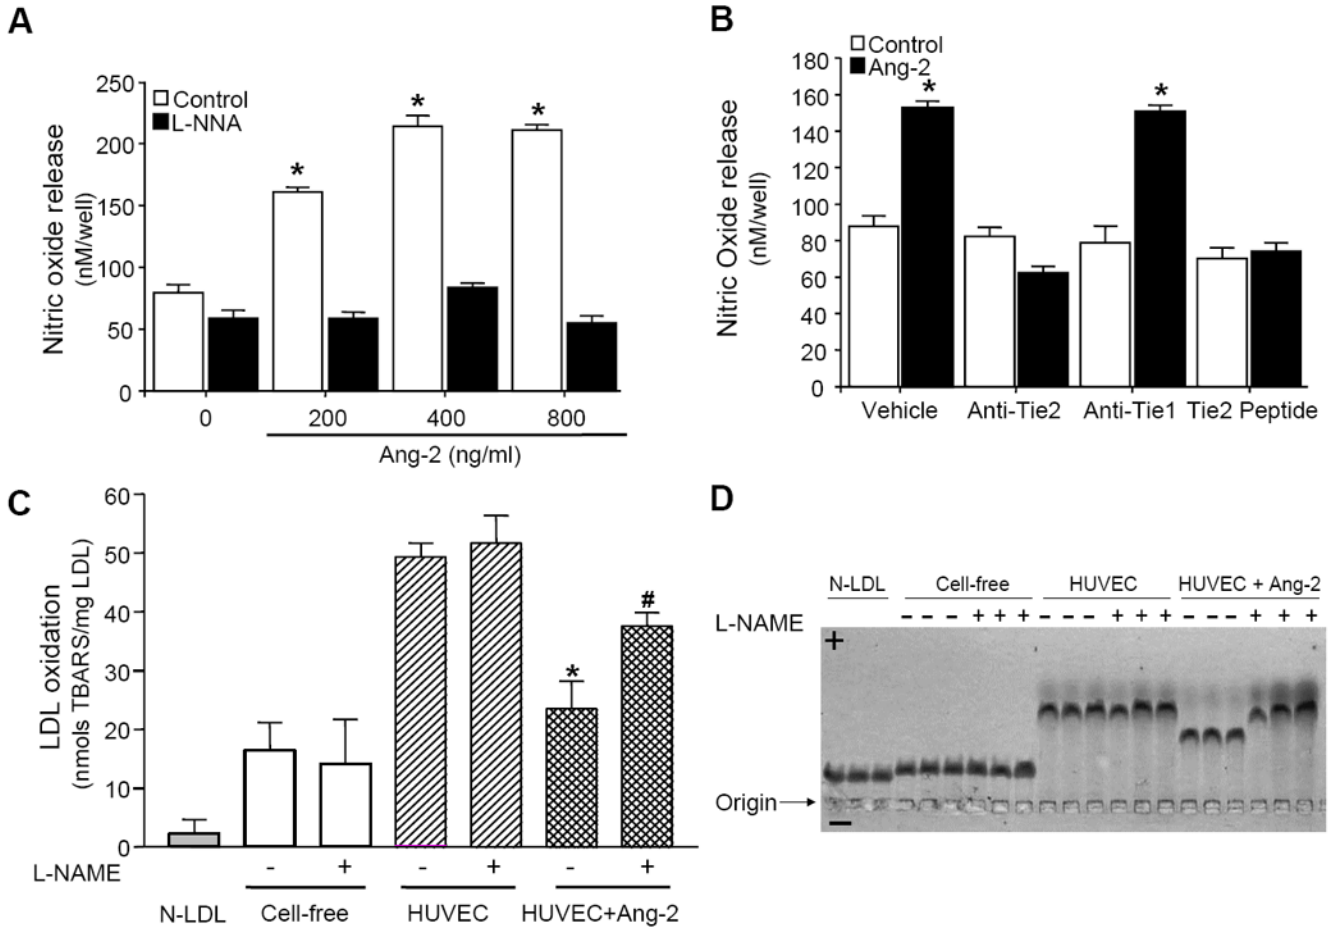 A
Nitric oxide release
(nM/well)
250
200
150
100
50
0
Control
L-NNA
*
*
*
0 200 400 800
Ang-2 (ng/ml)
B
Nitric Oxide release
(nM/well)
180
160
140
120
100
80
60
40
20
0
Control
Ang-2
*
*
Vehicle Anti-Tie2 Anti-Tie1 Tie2 Peptide
C
LDL oxidation
(nmols TBARS/mg LDL)
60
50
40
30
20
10
0
*
#
L-NAME - + - + - +
N-LDL Cell-free HUVEC HUVEC+Ang-2
D
N-LDL Cell-free HUVEC HUVEC + Ang-2
L-NAME - - - + + + - - - + + + - - - + + +
+
Origin
-